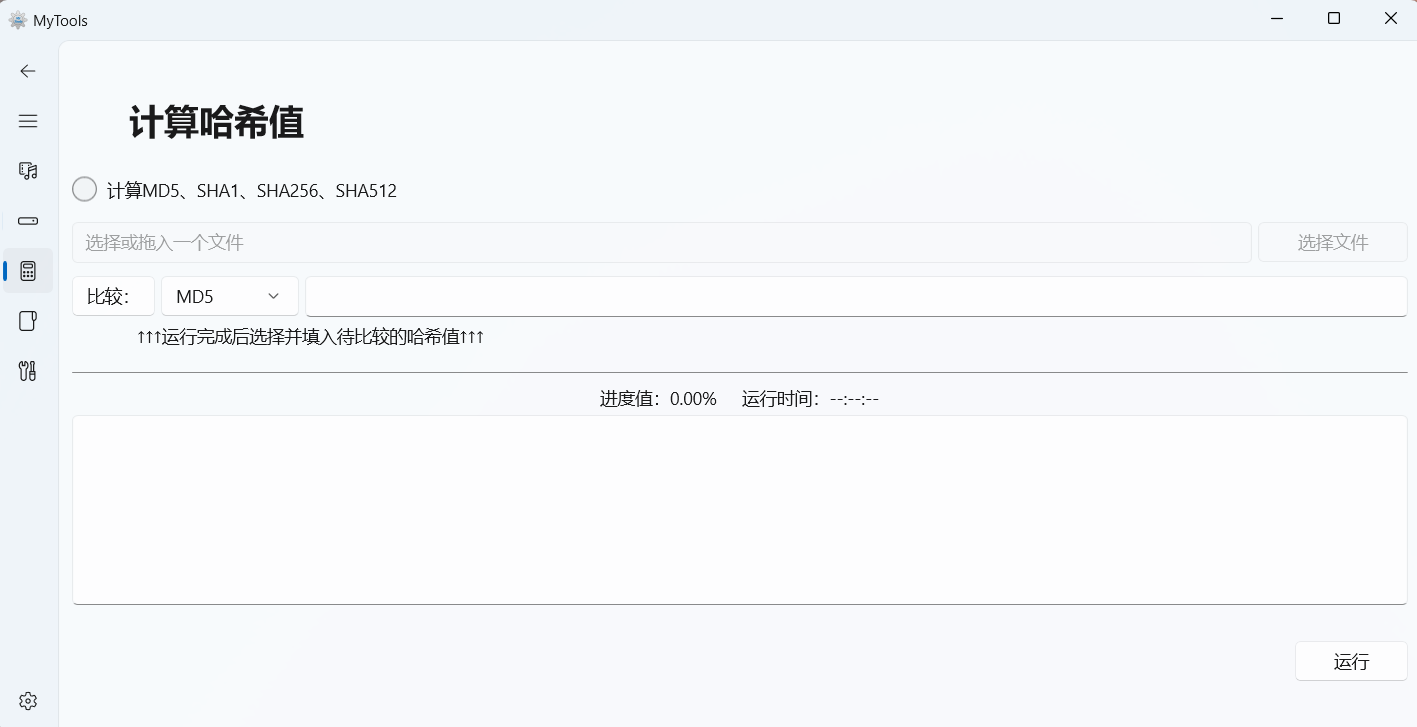 MyTools
计算哈希值
计算MD5、SHA1、SHA256、SHA512
选择或拖入一个文件 选择文件
比较： MD5
↑↑↑运行完成后选择并填入待比较的哈希值↑↑↑
进度值：0.00% 运行时间：--:--:--
运行